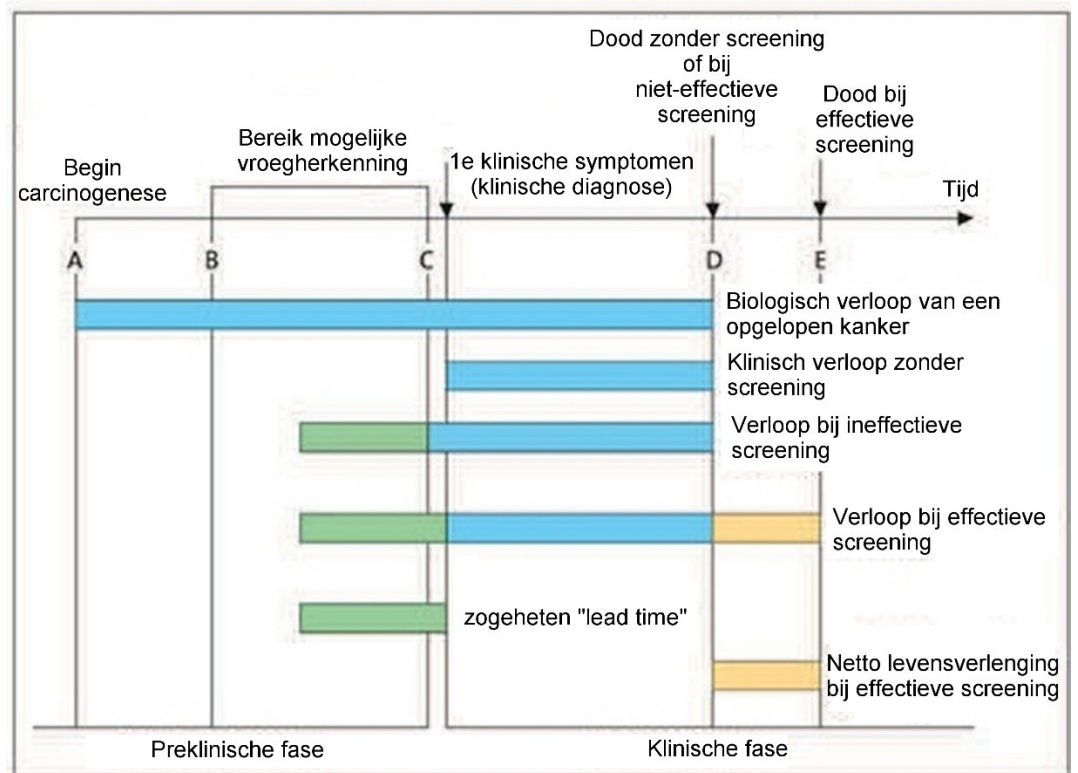 Dood zonder screening
of bij
niet-effectieve
screening
Dood bij
effectieve
screening
Bereik mogelijke
vroegherkenning
1e klinische symptomen
(klinische diagnose)
Begin
carcinogenese
Tijd
A
B
C
D
E
Biologisch verloop van een
opgelopen kanker
Klinisch verloop zonder
screening
Verloop bij ineffectieve
screening
Verloop bij effectieve
screening
zogeheten "lead time"
Netto levensverlenging
bij effectieve screening
Preklinische fase
Klinische fase